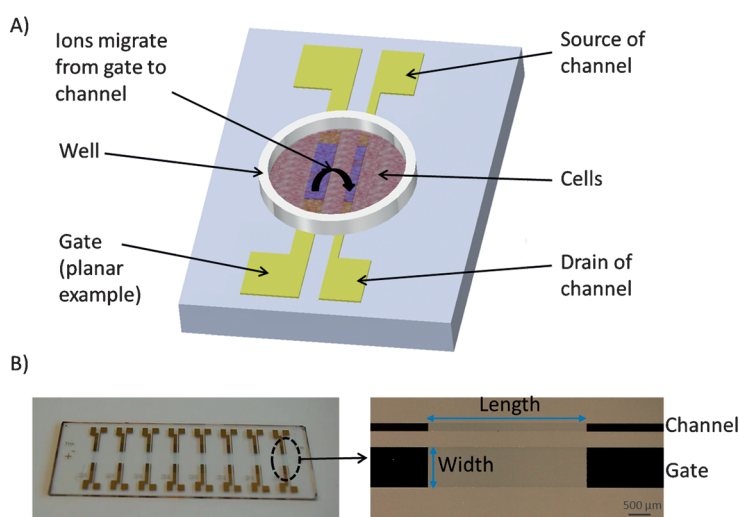 A)
Ions migrate
from gate to
channel
Source of
channel
Well
Cells
Gate
(planar
example)
Drain of
channel
B)
Length
Channel
Width
Gate
500 µm